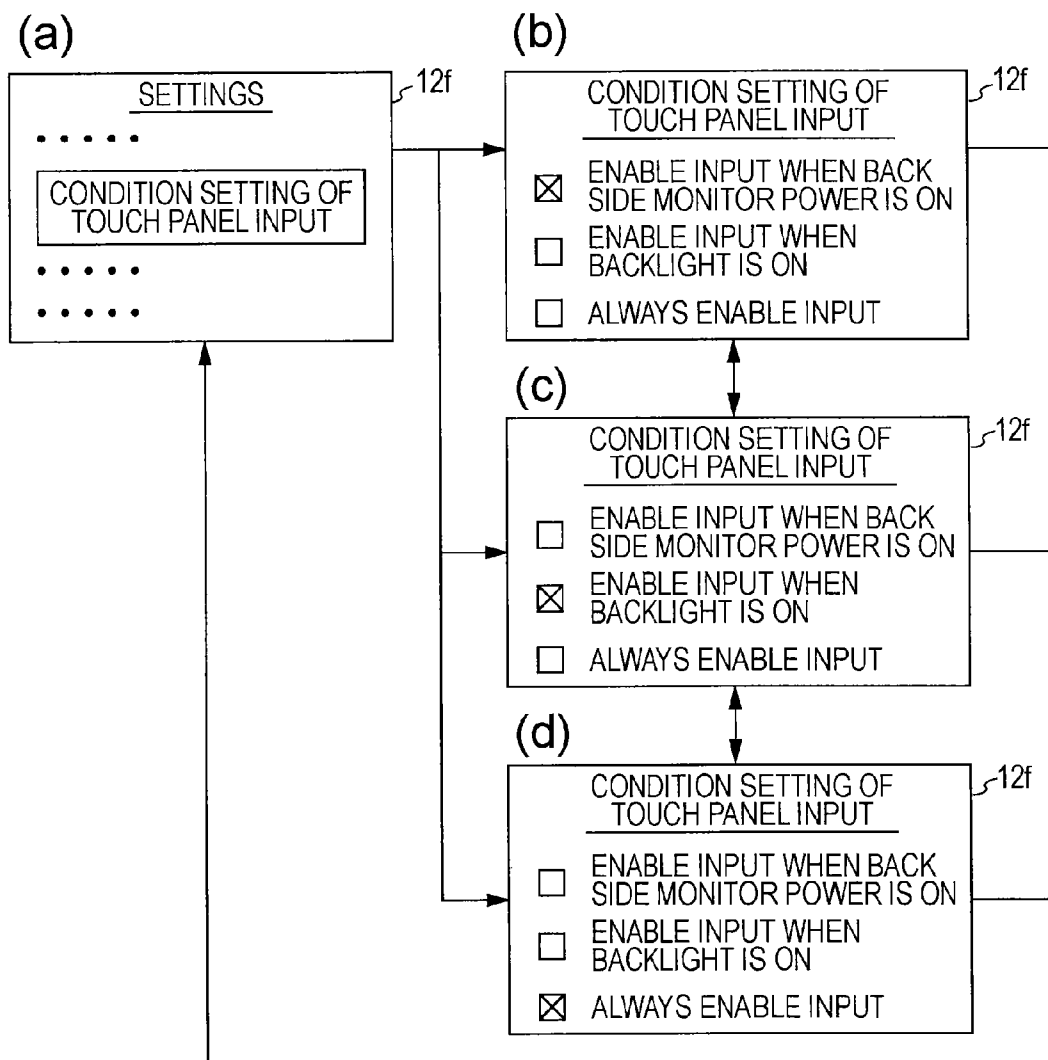 (a)
12f
SETTINGS
• • • • •
CONDITION SETTING OF
TOUCH PANEL INPUT
• • • • •
• • • • •
(b)
12f
CONDITION SETTING OF
TOUCH PANEL INPUT
☒ ENABLE INPUT WHEN BACK
SIDE MONITOR POWER IS ON
☐ ENABLE INPUT WHEN
BACKLIGHT IS ON
☐ ALWAYS ENABLE INPUT
(c)
12f
CONDITION SETTING OF
TOUCH PANEL INPUT
☐ ENABLE INPUT WHEN BACK
SIDE MONITOR POWER IS ON
☒ ENABLE INPUT WHEN
BACKLIGHT IS ON
☐ ALWAYS ENABLE INPUT
(d)
12f
CONDITION SETTING OF
TOUCH PANEL INPUT
☐ ENABLE INPUT WHEN BACK
SIDE MONITOR POWER IS ON
☐ ENABLE INPUT WHEN
BACKLIGHT IS ON
☒ ALWAYS ENABLE INPUT